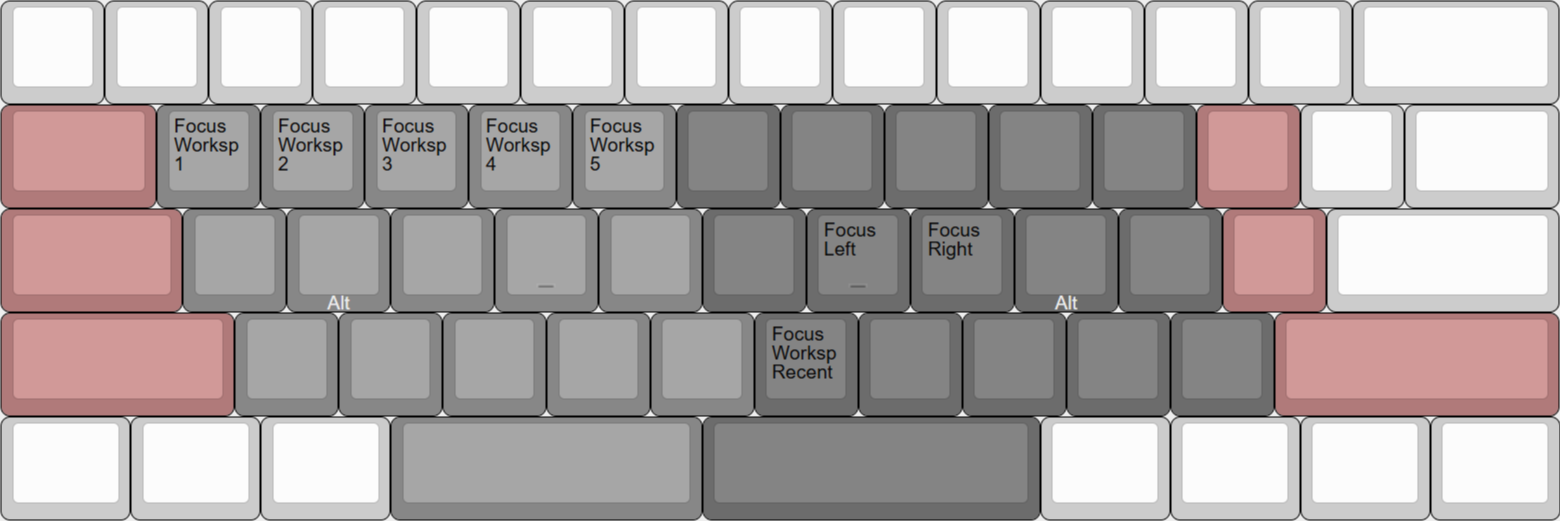 Focus
Worksp
1
Focus
Worksp
2
Focus
Worksp
3
Focus
Worksp
4
Focus
Worksp
5
Focus
Left
Focus
Right
Alt
Alt
Focus
Worksp
Recent